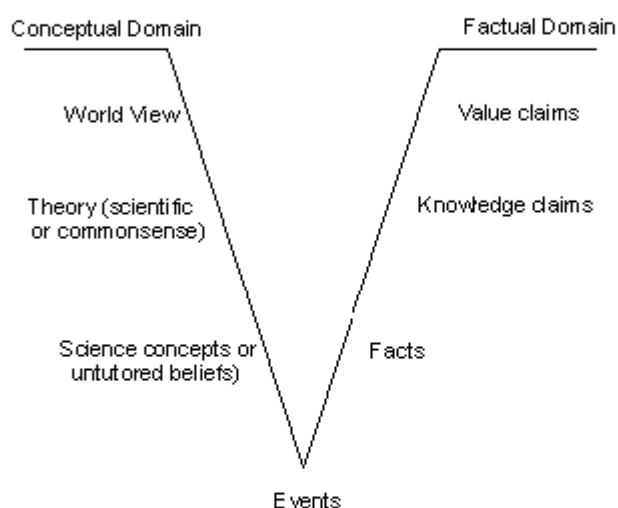 Conceptual Domain
Factual Domain
World View
Value claims
Theory (scientific
or commonsense)
Knowledge claims
Science concepts or
untutored beliefs)
Facts
Events